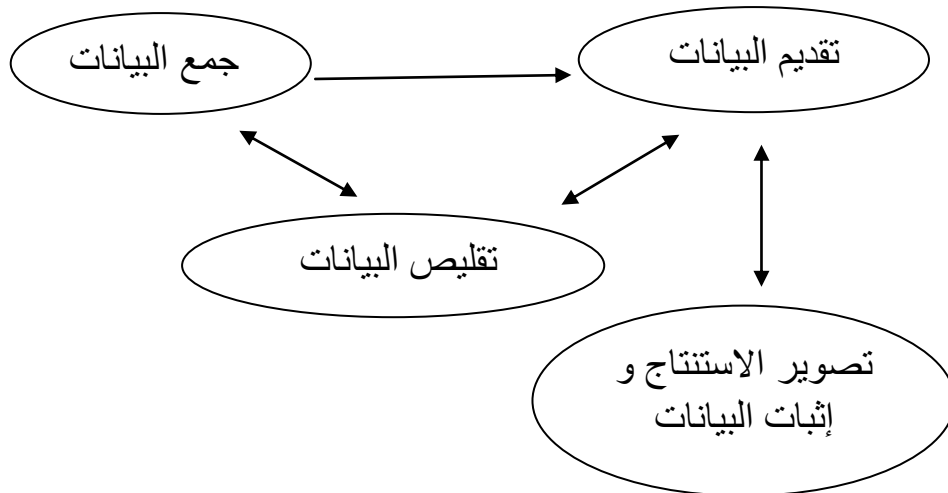 جمع البيانات
تقديم البيانات
تقليص البيانات
تصوير الاستنتاج و
إثبات البيانات